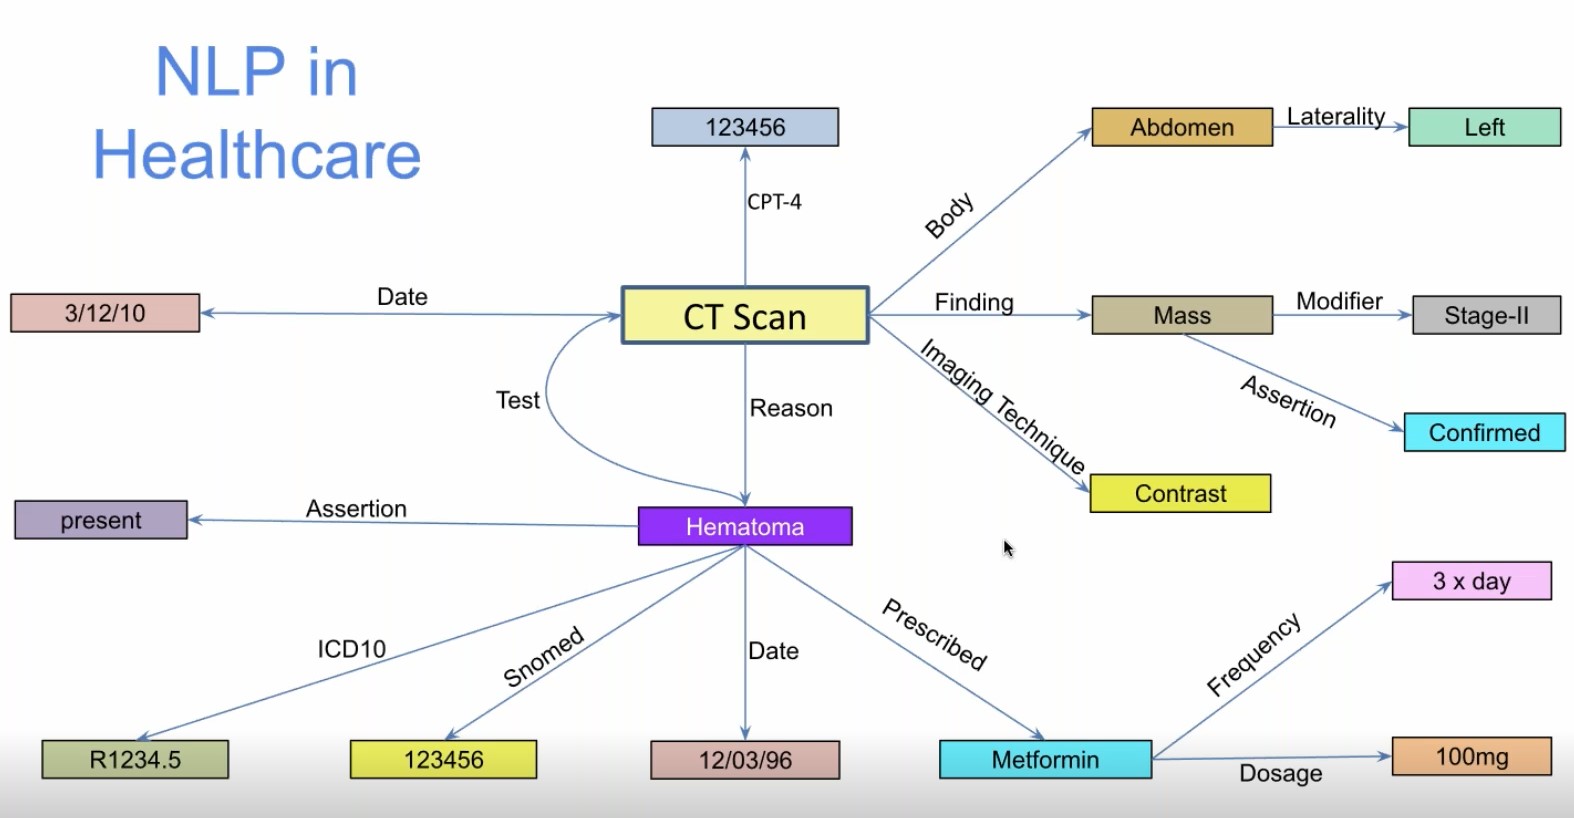 NLP in
Healthcare
123456
Abdomen
Laterality
Left
CPT-4
Body
3/12/10
Date
CT Scan
Finding
Mass
Modifier
Stage-II
Imaging Technique
Assertion
Confirmed
Test
Reason
Contrast
present
Assertion
Hematoma
3 x day
ICD10
Snomed
Date
Prescribed
Frequency
R1234.5
123456
12/03/96
Metformin
Dosage
100mg